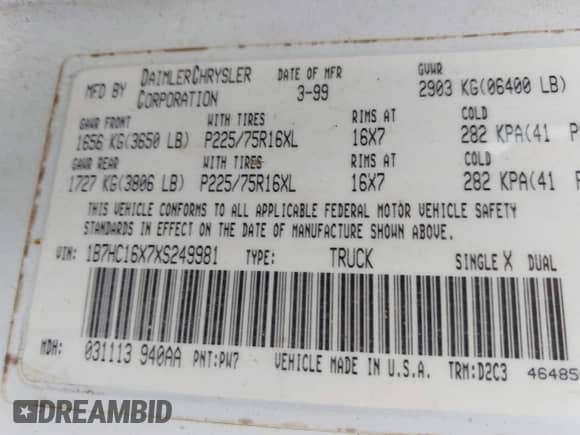 MFD BY DAIMLERCHRYSLER CORPORATION DATE OF MFR 3-99 GVWR 2903 KG(06400 LB)
GAWR FRONT WITH TIRES RIMS AT COLD
1656 KG(3650 LB) P225/75R16XL 16X7 282 KPA(41 P
GAWR REAR WITH TIRES RIMS AT COLD
1727 KG(3806 LB) P225/75R16XL 16X7 282 KPA(41
THIS VEHICLE CONFORMS TO ALL APPLICABLE FEDERAL MOTOR VEHICLE SAFETY
STANDARDS IN EFFECT ON THE DATE OF MANUFACTURE SHOWN ABOVE.
VIN: 1B7HC16X7XS249981 TYPE: TRUCK SINGLE X DUAL
MDH: 031113 940AA PNT:PW7 VEHICLE MADE IN U.S.A. TRM:D2C3 46485
DREAMBID